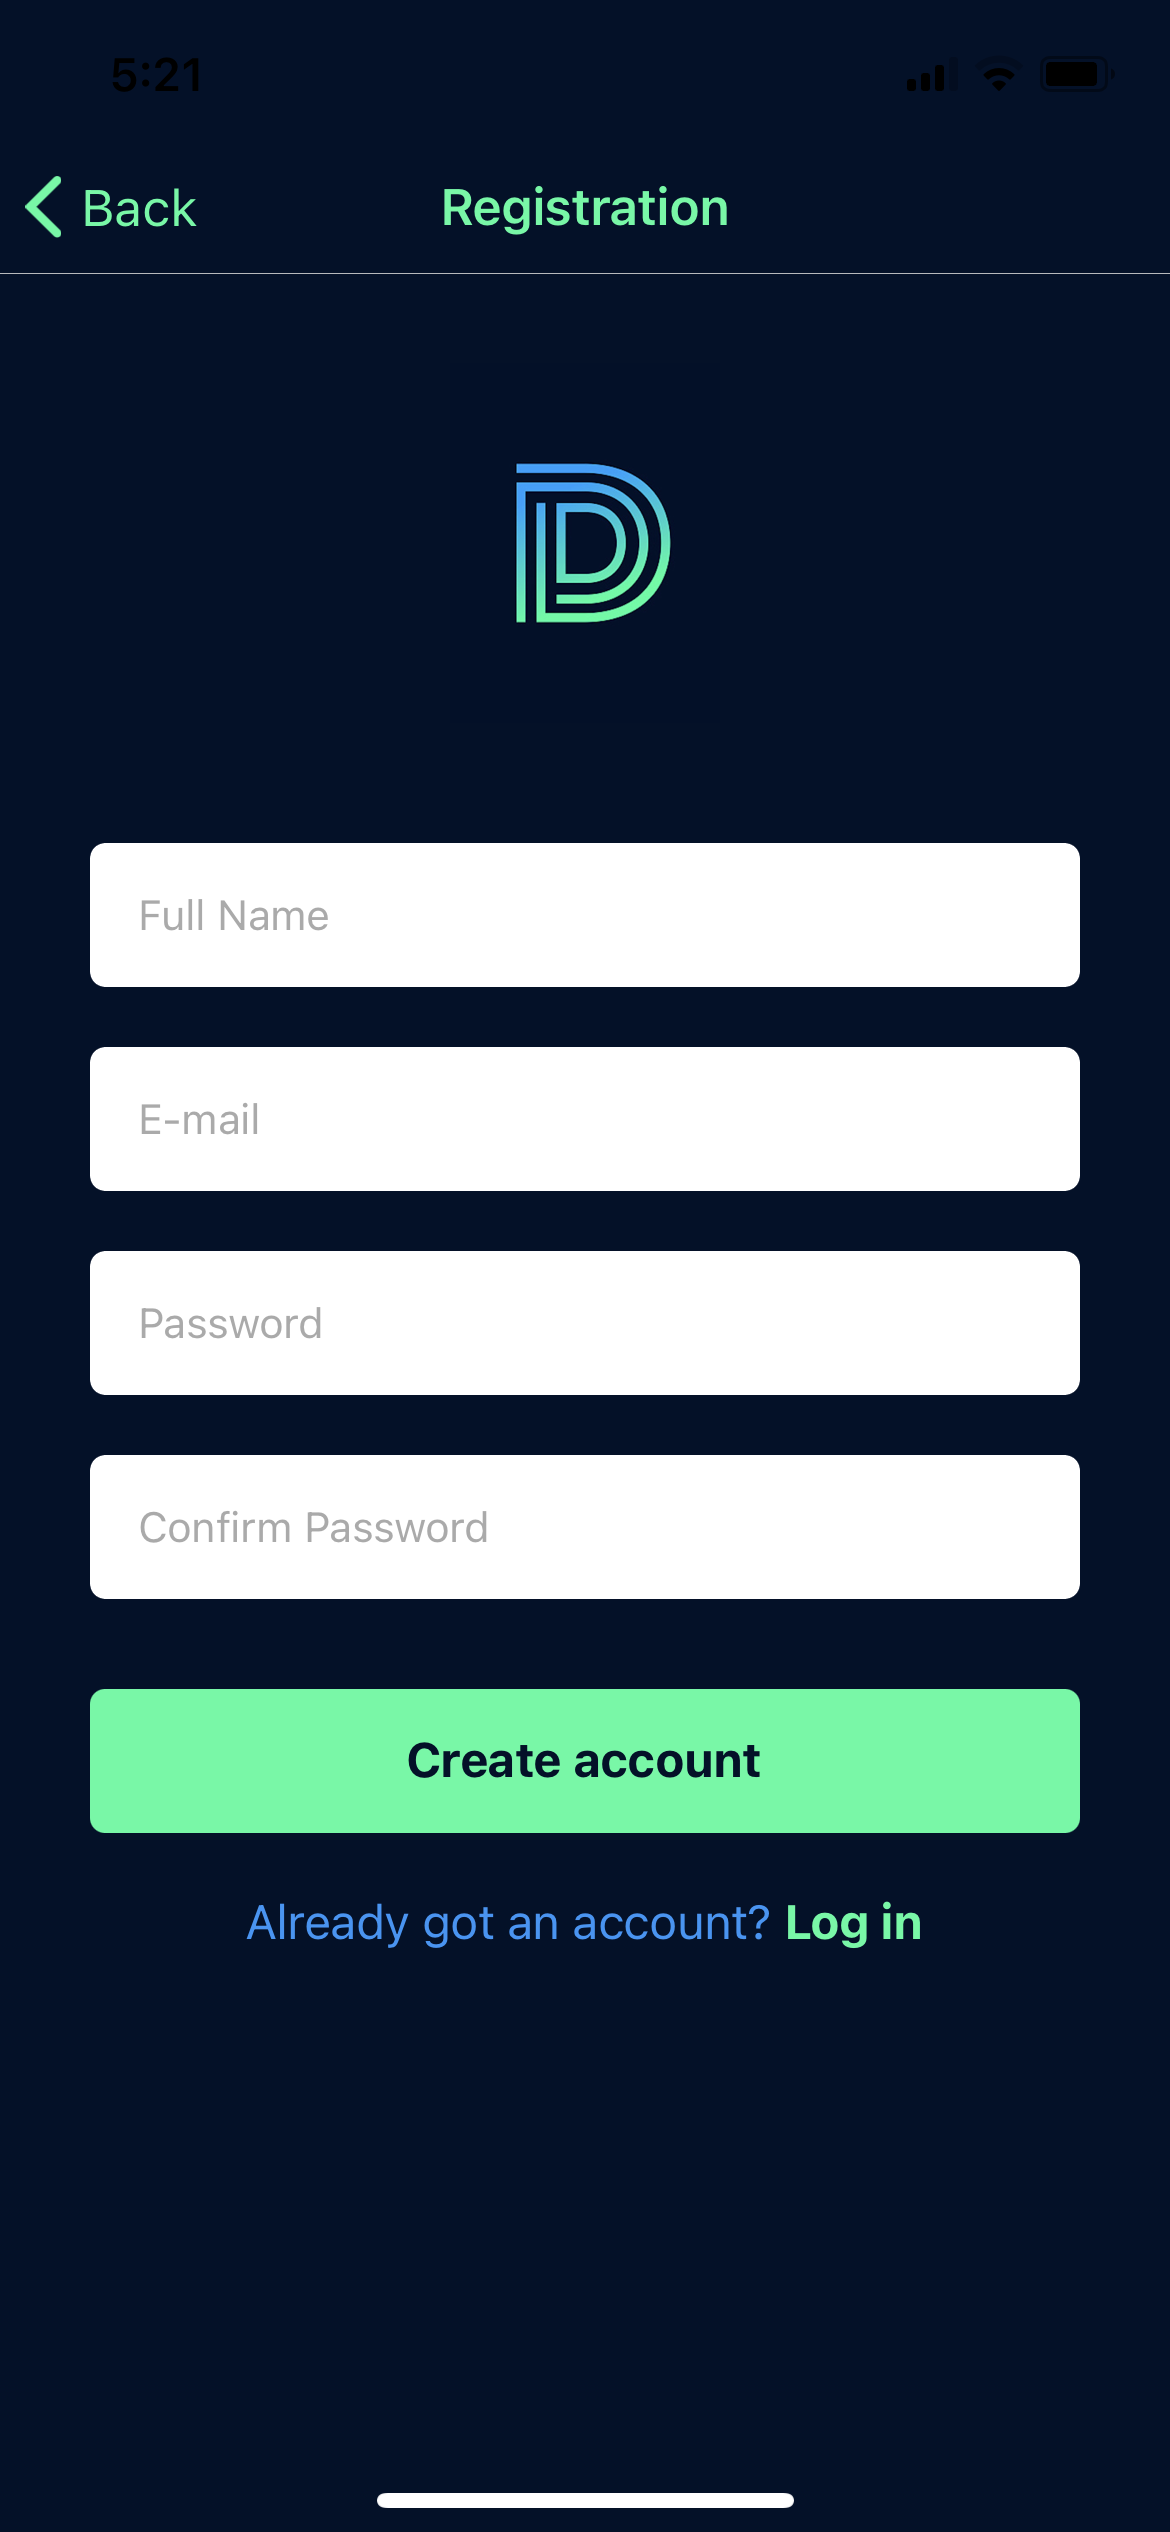 5:21
Back
Registration
D
Full Name
E-mail
Password
Confirm Password
Create account
Already got an account? Log in